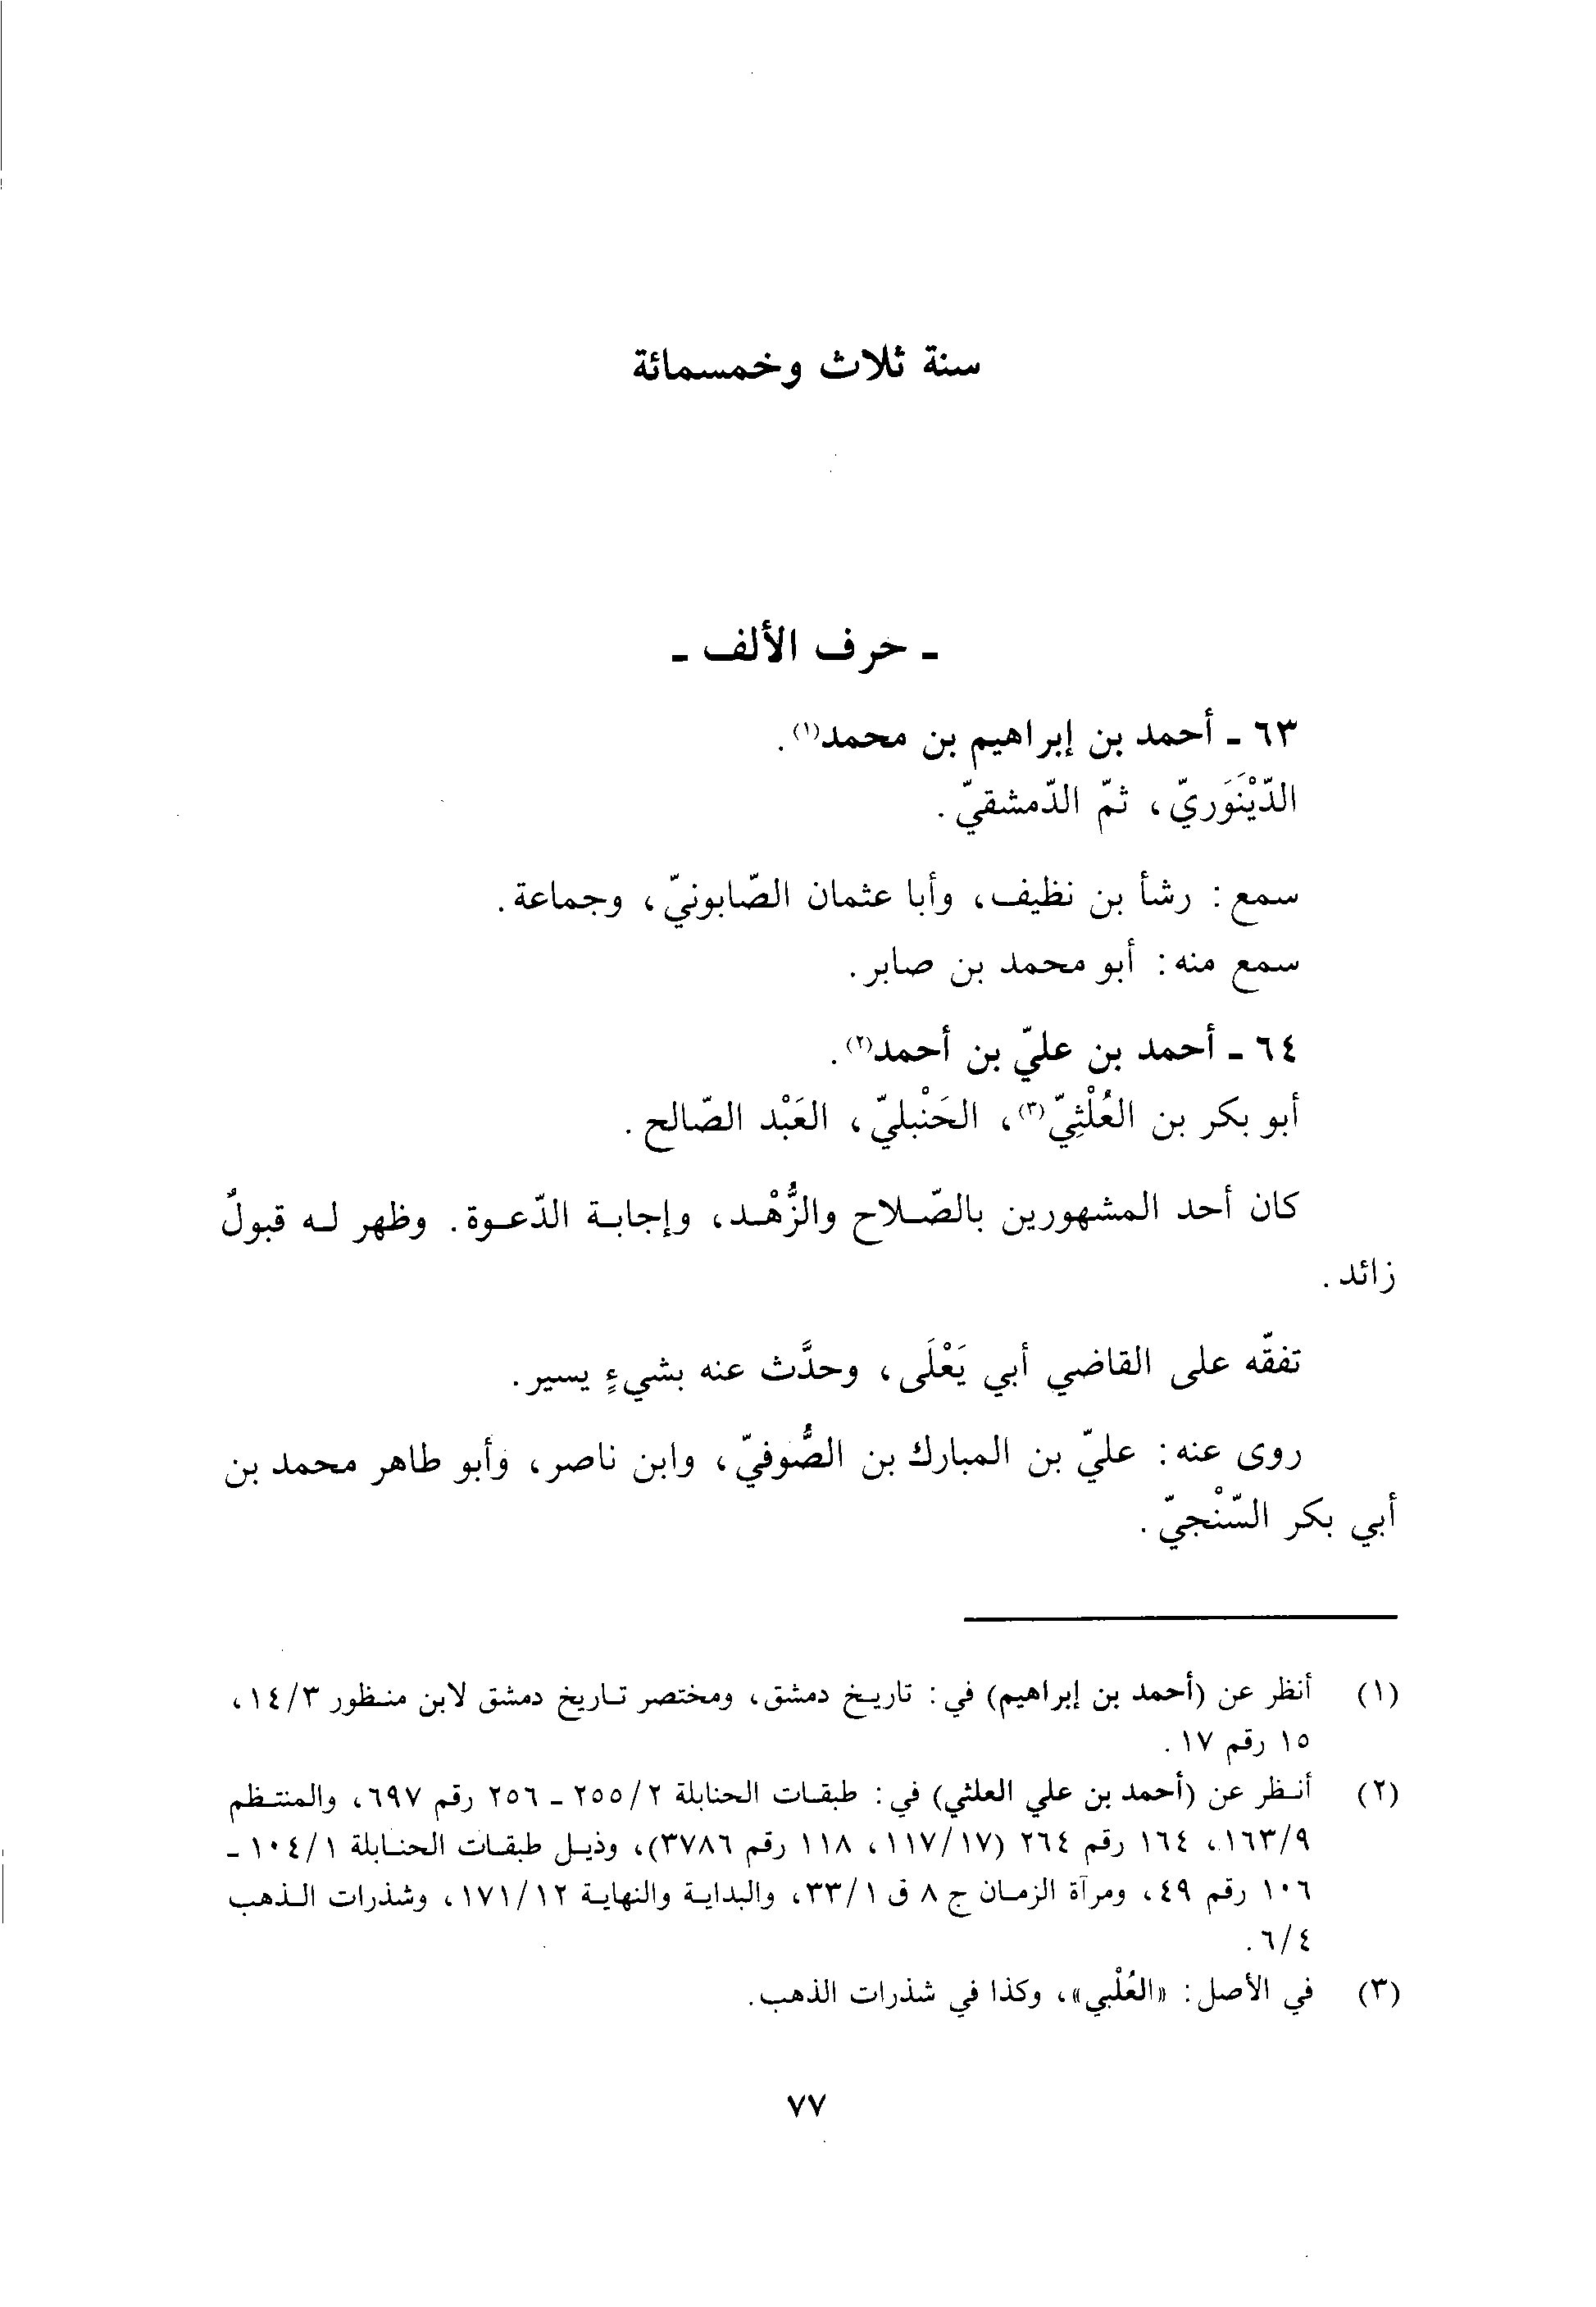 سنة ثلاث وخمسمائة
- حرف الألف -
٦٣ - أحمد بن إبراهيم بن محمد(١).
الدّيْنَوَريّ، ثمّ الدّمشقيّ.
سمع: رشأ بن نظيف، وأبا عثمان الصّابونيّ، وجماعة.
سمع منه: أبو محمد بن صابر.
٦٤ - أحمد بن عليّ بن أحمد(٢).
أبو بكر بن العُلْثِيّ(٣)، الحَنْبليّ، العَبْد الصّالح.
كان أحد المشهورين بالصّلاح والزُّهْد، وإجابة الدّعوة. وظهر له قبولٌ
زائد.
تفقّه على القاضي أبي يَعْلَى، وحدَّث عنه بشيءٍ يسير.
روى عنه: عليّ بن المبارك بن الصُّوفيّ، وابن ناصر، وأبو طاهر محمد بن
أبي بكر السّنْجيّ.
(١) أنظر عن (أحمد بن إبراهيم) في: تاريخ دمشق، ومختصر تاريخ دمشق لابن منظور ١٤/٣،
١٥ رقم ١٧.
(٢) أنظر عن (أحمد بن علي العلثي) في: طبقات الحنابلة ٢٥٥/٢ - ٢٥٦ رقم ٦٩٧، والمنتظم
١٦٣/٩، ١٦٤ رقم ٢٦٤ (١١٧/١٧، ١١٨ رقم ٣٧٨٦)، وذيل طبقات الحنابلة ١٠٤/١ -
١٠٦ رقم ٤٩، ومرآة الزمان ج ٨ ق ٣٣/١، والبداية والنهاية ١٧١/١٢، وشذرات الذهب
٦/٤.
(٣) في الأصل: «العُلْبي»، وكذا في شذرات الذهب.
٧٧